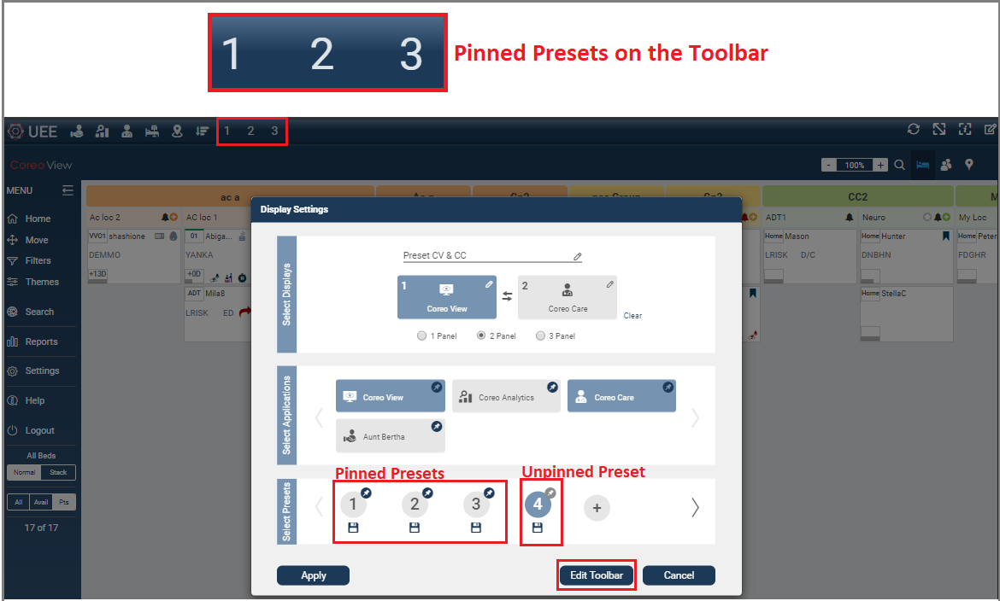 1 2 3
Pinned Presets on the Toolbar
UEE 1 2 3
Coreo View
- 100% +
MENU
Home
Move
Filters
Themes
Search
Reports
Settings
Help
Logout
All Beds
Normal Stack
All Avail Pts
17 of 17
ac a
CC2
Ac loc 2
AC loc 1
ADT1
Neuro
My Loc
VV01 shashione
DEMMO
+13D
01 Abiga...
YANKA
+0D
ADT Mila8
LRISK ED
Home Mason
LRISK D/C
Home Hunter
DNBHN
Home StellaC
Home Peter
FDGHR
Display Settings
Select Displays
Preset CV & CC
1
Coreo View
2
Coreo Care
Clear
1 Panel 2 Panel 3 Panel
Select Applications
Coreo View
Coreo Analytics
Coreo Care
Aunt Bertha
Pinned Presets
Unpinned Preset
Select Presets
1 2 3 4 +
Apply
Edit Toolbar
Cancel